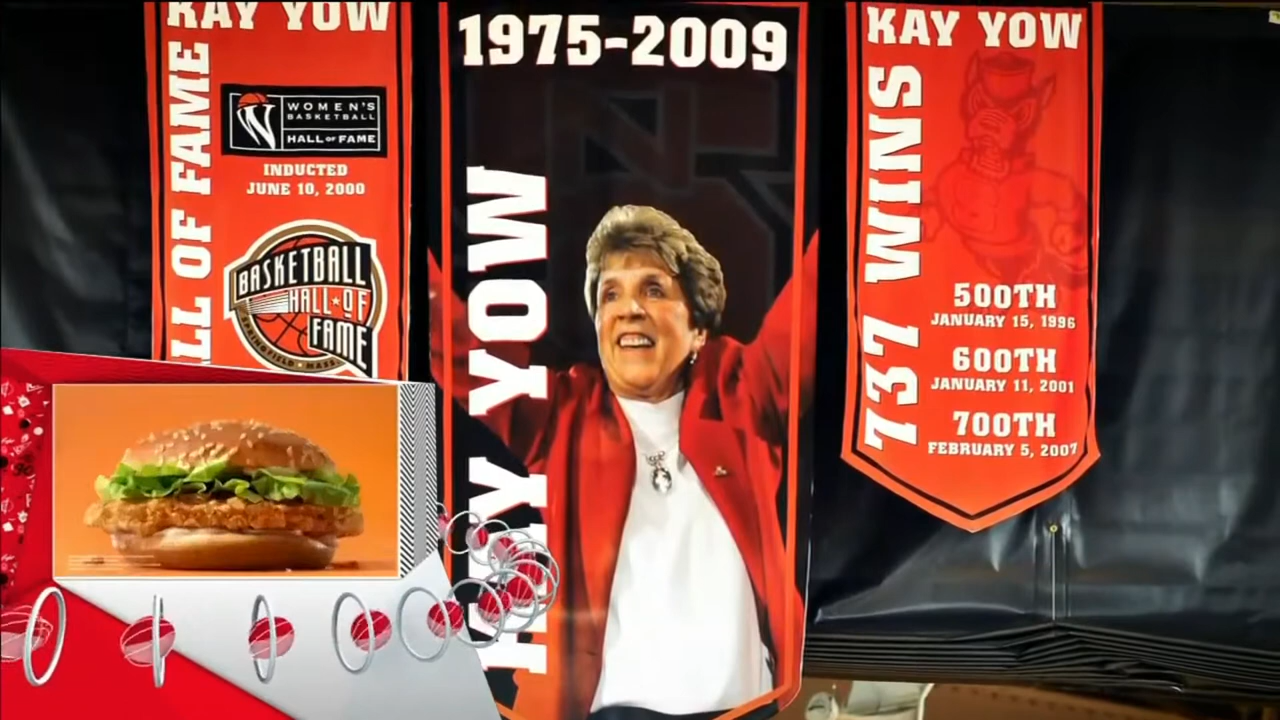 KAY YOW
HALL OF FAME
WOMEN'S
BASKETBALL
HALL OF FAME
INDUCTED
JUNE 10, 2000
BASKETBALL
HALL OF
FAME
SPRINGFIELD • MASS
1975-2009
KAY YOW
KAY YOW
737 WINS
500TH
JANUARY 15, 1996
600TH
JANUARY 11, 2001
700TH
FEBRUARY 5, 2007